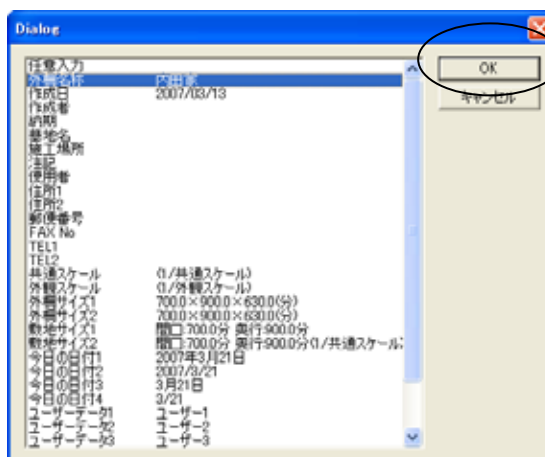 Dialog
任意入力
外柵名称 内田家
作成日 2007/03/13
作成者
納期
墓地名
施工場所
注記
使用者
住所1
住所2
郵便番号
FAX No
TEL1
TEL2
共通スケール (1/共通スケール)
外観スケール (1/外観スケール)
外柵サイズ1 700.0×900.0×630.0(分)
外柵サイズ2 700.0×900.0×630.0(分)
敷地サイズ1 間口:700.0分 奥行:900.0分
敷地サイズ2 間口:700.0分 奥行:900.0分(1/共通スケール)
今日の日付1 2007年3月21日
今日の日付2 2007/3/21
今日の日付3 3月21日
今日の日付4 3/21
ユーザーデータ1 ユーザー1
ユーザーデータ2 ユーザー2
ユーザーデータ3 ユーザー3
OK
キャンセル